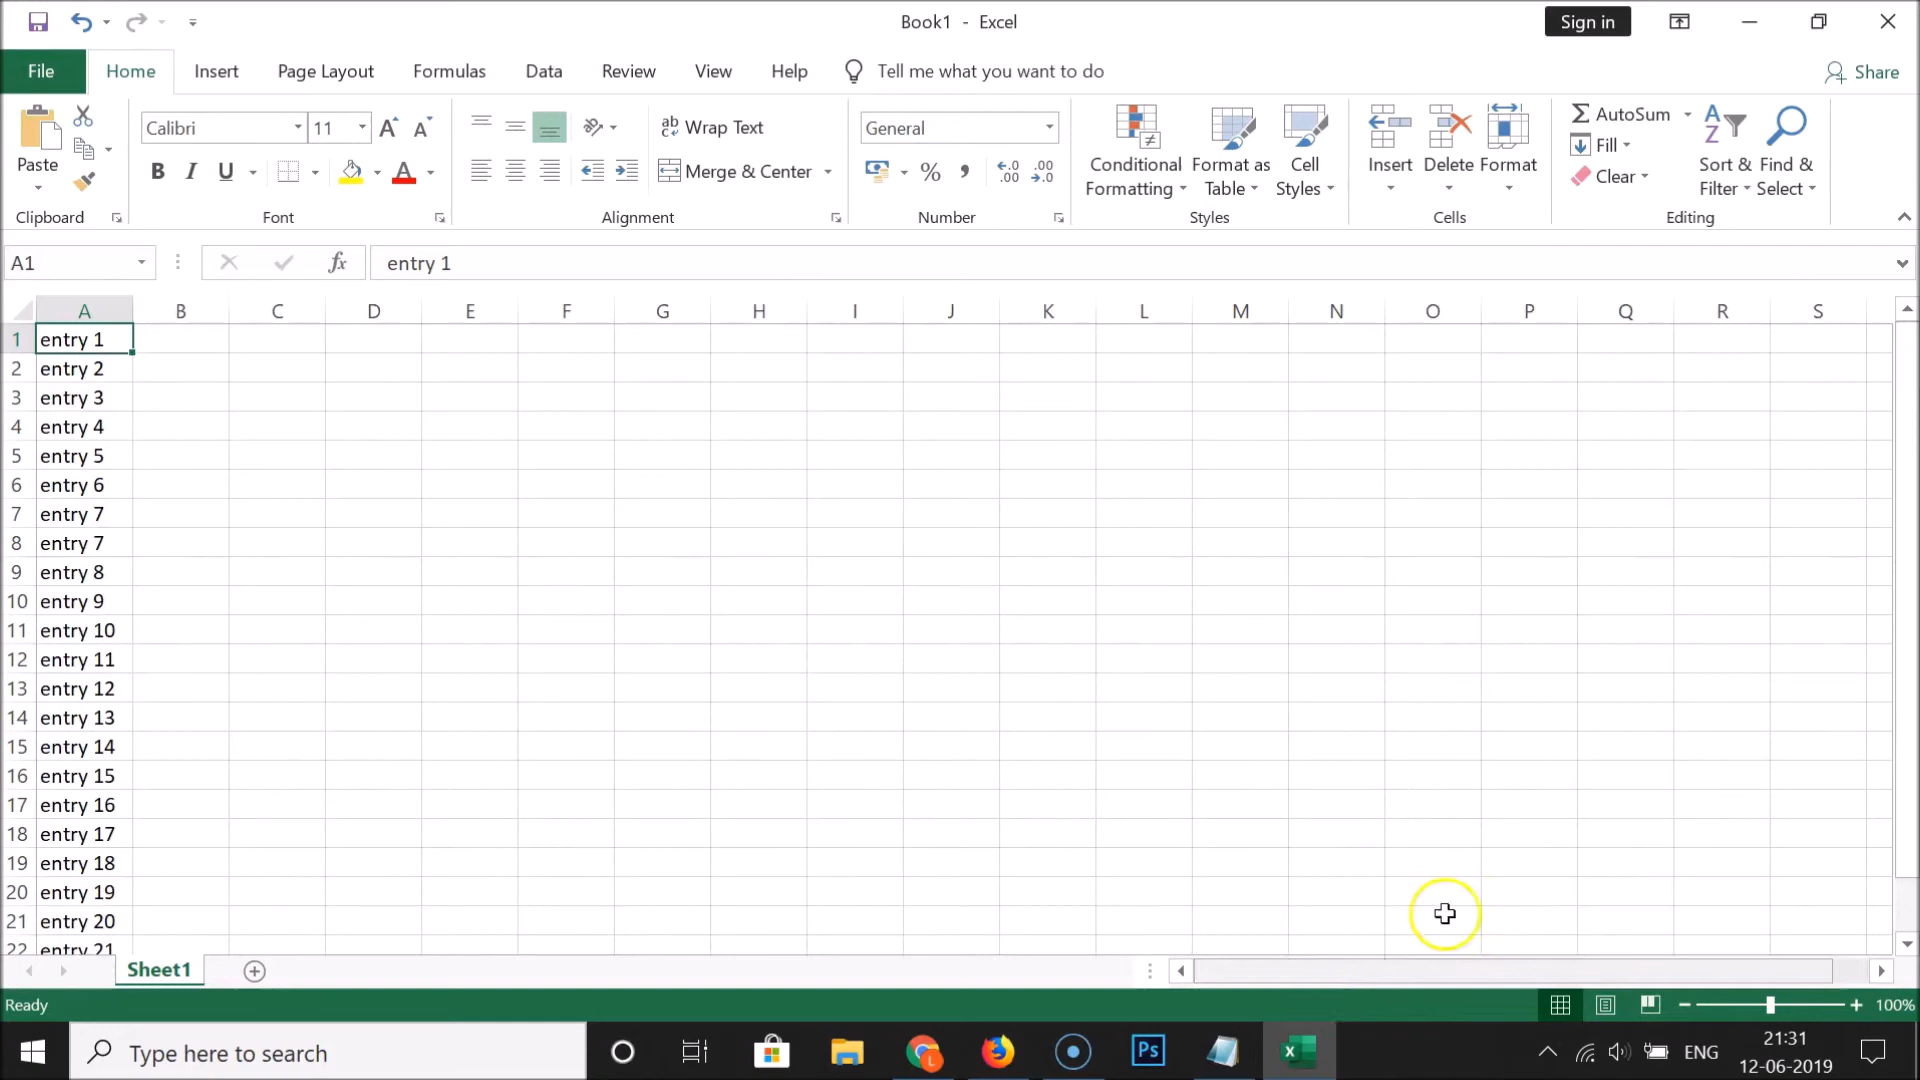 Book1 - Excel
Sign in
File Home Insert Page Layout Formulas Data Review View Help Tell me what you want to do Share
Paste
Clipboard
Calibri 11
B I U A
Font
ab Wrap Text
Merge & Center
Alignment
General
% , .0 .00 .00 .0
Number
Conditional Formatting
Format as Table
Cell Styles
Styles
Insert Delete Format
Cells
AutoSum
Fill
Clear
Sort & Filter
Find & Select
Editing
A1 fx entry 1
A B C D E F G H I J K L M N O P Q R S
1 entry 1
2 entry 2
3 entry 3
4 entry 4
5 entry 5
6 entry 6
7 entry 7
8 entry 7
9 entry 8
10 entry 9
11 entry 10
12 entry 11
13 entry 12
14 entry 13
15 entry 14
16 entry 15
17 entry 16
18 entry 17
19 entry 18
20 entry 19
21 entry 20
22 entry 21
Sheet1
Ready 100%
Type here to search
Ps
L
ENG
21:31
12-06-2019